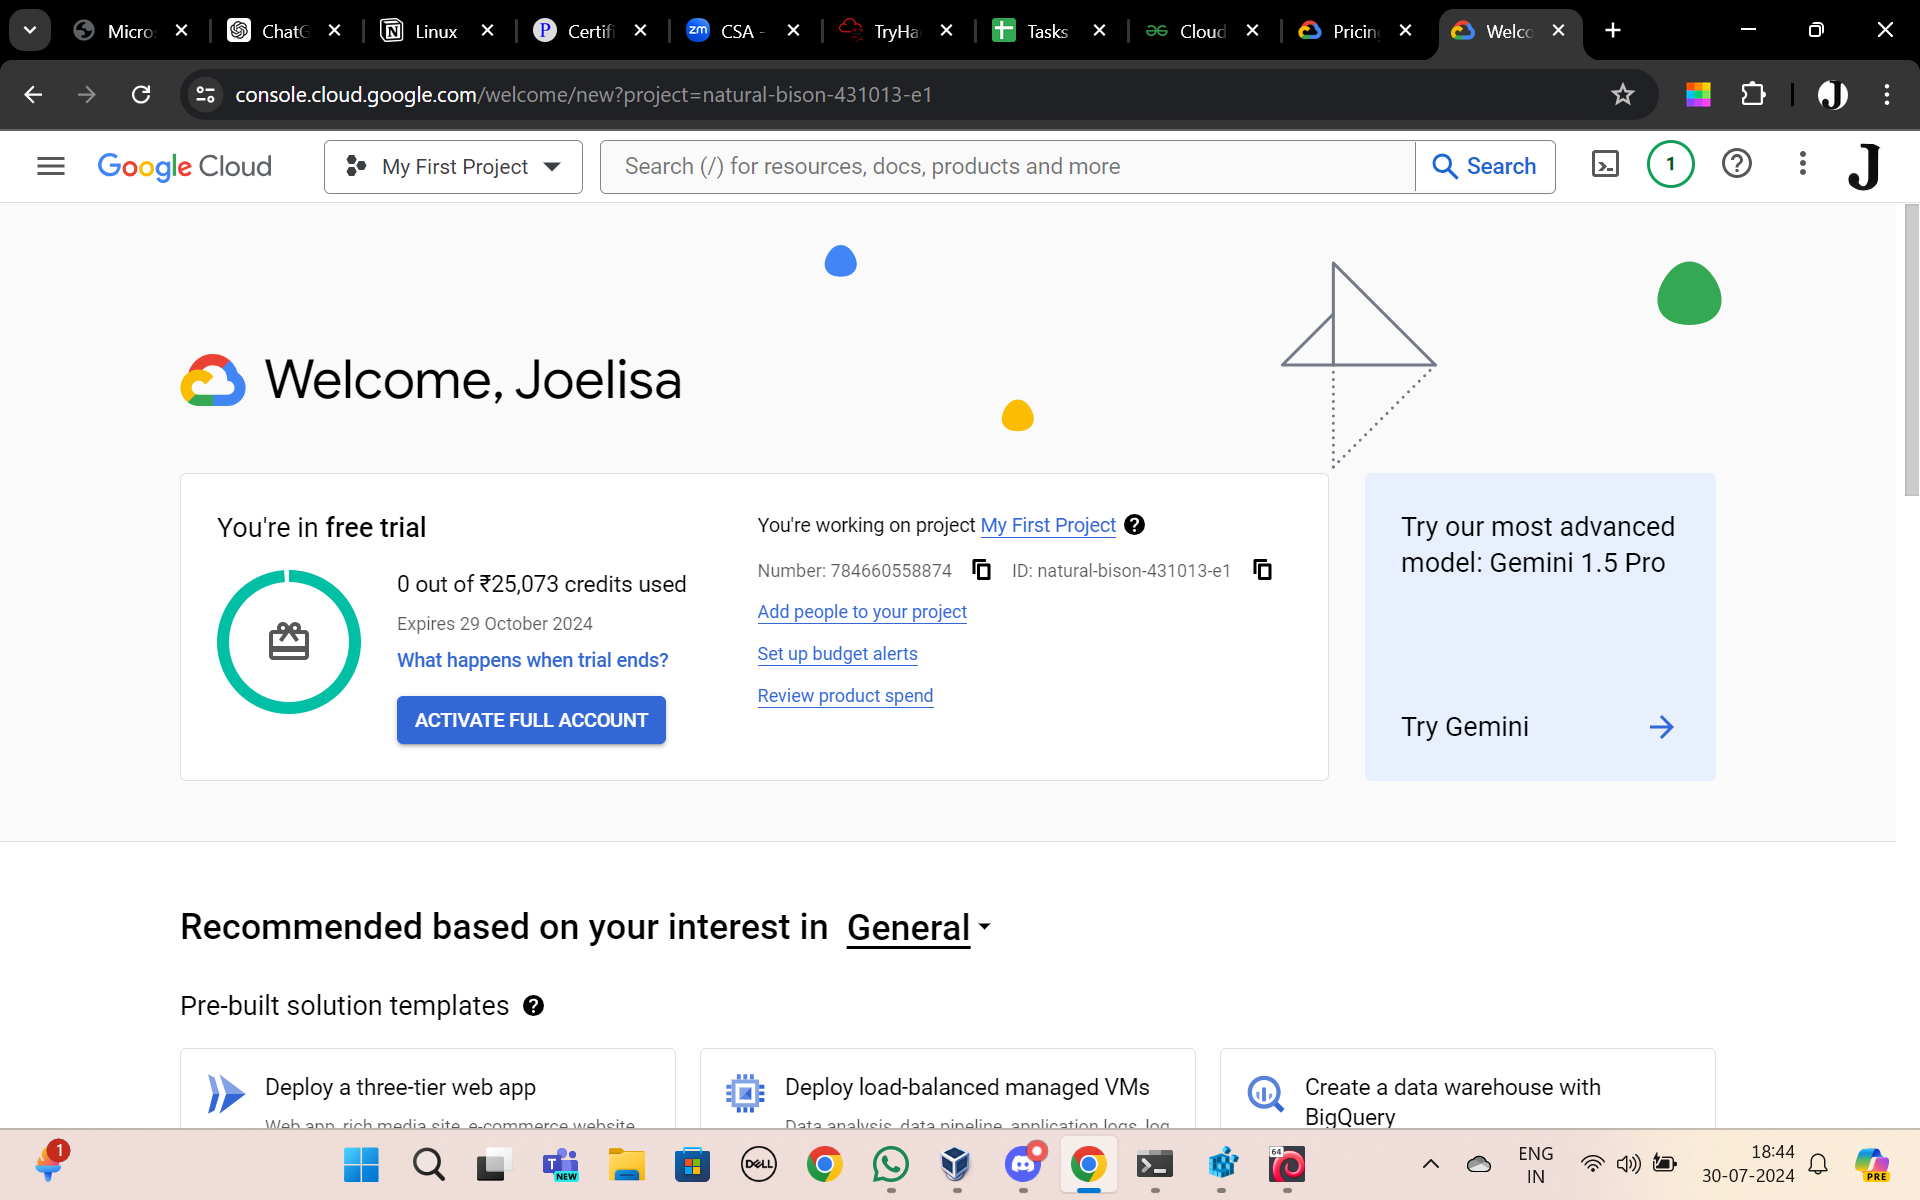 Micro
ChatG
Linux
Certifi
CSA -
TryHa
Tasks
Cloud
Pricing
Welco
console.cloud.google.com/welcome/new?project=natural-bison-431013-e1
Google Cloud
My First Project
Search (/) for resources, docs, products and more
Search
1
Welcome, Joelisa
You're in free trial
0 out of ₹25,073 credits used
Expires 29 October 2024
What happens when trial ends?
ACTIVATE FULL ACCOUNT
You're working on project My First Project
Number: 784660558874
ID: natural-bison-431013-e1
Add people to your project
Set up budget alerts
Review product spend
Try our most advanced
model: Gemini 1.5 Pro
Try Gemini
Recommended based on your interest in General
Pre-built solution templates
Deploy a three-tier web app
Web app, rich media site, e-commerce website
Deploy load-balanced managed VMs
Data analysis, data pipeline, application logs, log
Create a data warehouse with
BigQuery
1
NEW
DELL
64
ENG
IN
18:44
30-07-2024
PRE